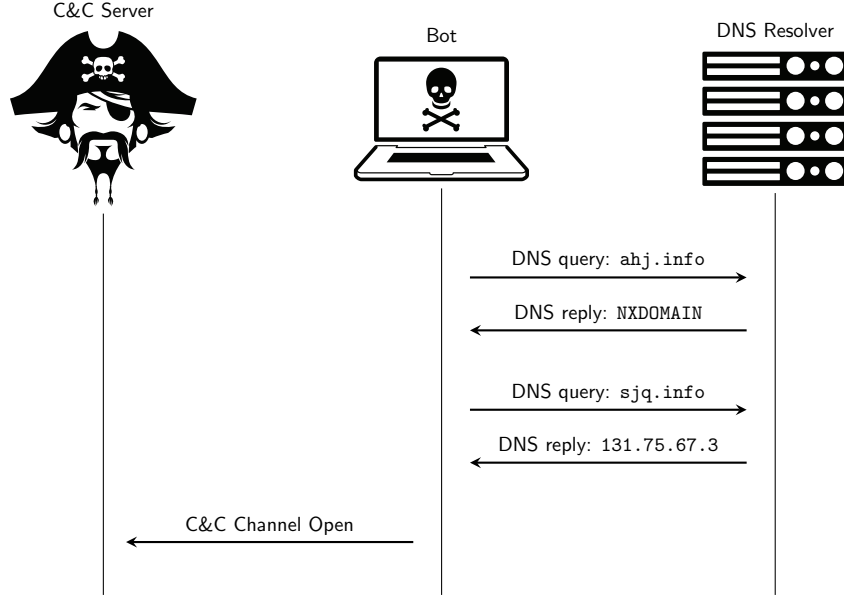 C&C Server
Bot
DNS Resolver
DNS query: ahj.info
DNS reply: NXDOMAIN
DNS query: sjq.info
DNS reply: 131.75.67.3
C&C Channel Open